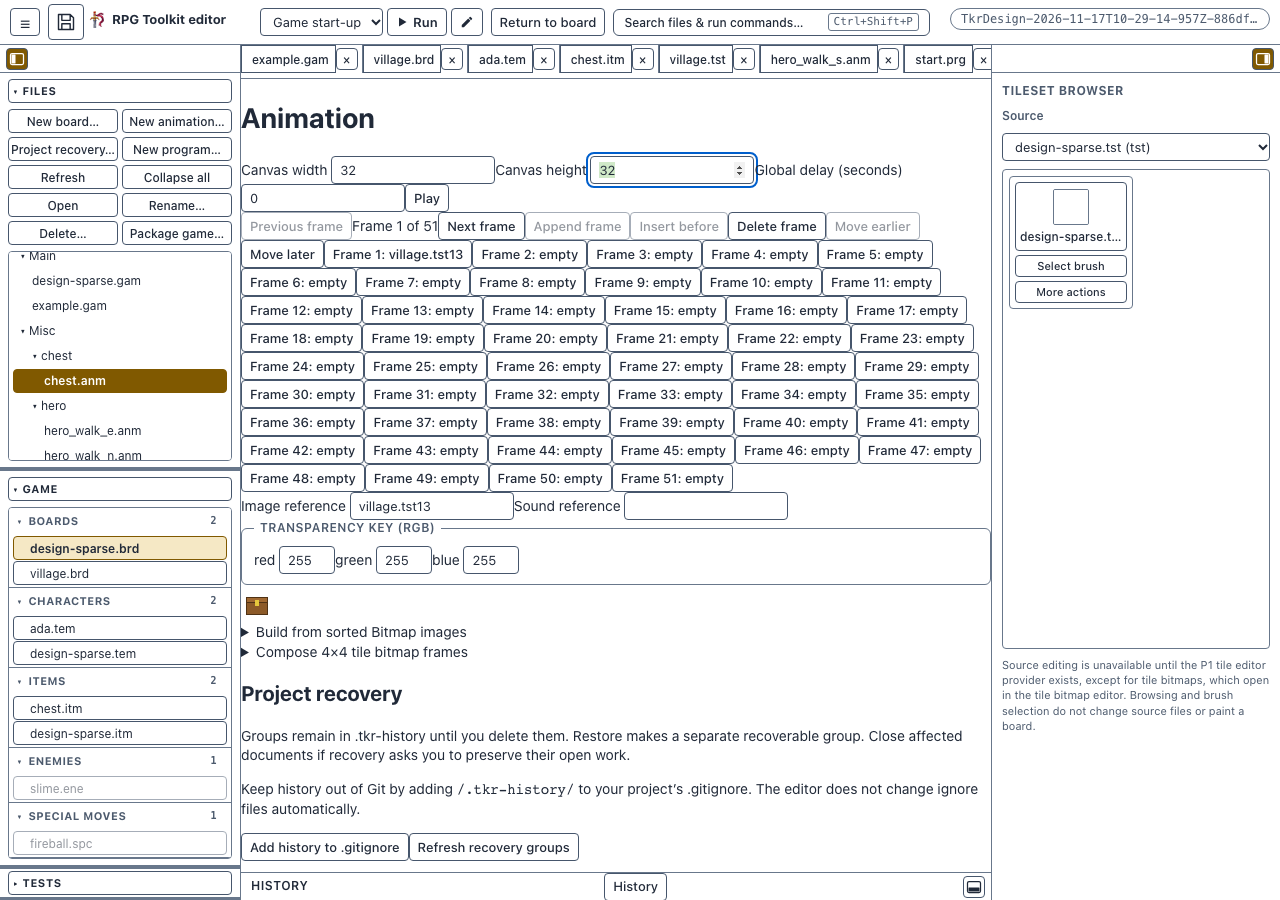 RPG Toolkit editor
Game start-up
Run
Return to board
Search files & run commands... Ctrl+Shift+P
TkrDesign-2026-11-17T10-29-14-957Z-886df…
FILES
New board...
New animation...
Project recovery...
New program...
Refresh
Collapse all
Open
Rename...
Delete...
Package game...
Main
design-sparse.gam
example.gam
Misc
chest
chest.anm
hero
hero_walk_e.anm
hero_walk_n.anm
GAME
BOARDS 2
design-sparse.brd
village.brd
CHARACTERS 2
ada.tem
design-sparse.tem
ITEMS 2
chest.itm
design-sparse.itm
ENEMIES 1
slime.ene
SPECIAL MOVES 1
fireball.spc
TESTS
example.gam × village.brd × ada.tem × chest.itm × village.tst × hero_walk_s.anm × start.prg ×
Animation
Canvas width 32 Canvas height 32 Global delay (seconds)
0 Play
Previous frame Frame 1 of 51 Next frame Append frame Insert before Delete frame Move earlier
Move later Frame 1: village.tst13 Frame 2: empty Frame 3: empty Frame 4: empty Frame 5: empty
Frame 6: empty Frame 7: empty Frame 8: empty Frame 9: empty Frame 10: empty Frame 11: empty
Frame 12: empty Frame 13: empty Frame 14: empty Frame 15: empty Frame 16: empty Frame 17: empty
Frame 18: empty Frame 19: empty Frame 20: empty Frame 21: empty Frame 22: empty Frame 23: empty
Frame 24: empty Frame 25: empty Frame 26: empty Frame 27: empty Frame 28: empty Frame 29: empty
Frame 30: empty Frame 31: empty Frame 32: empty Frame 33: empty Frame 34: empty Frame 35: empty
Frame 36: empty Frame 37: empty Frame 38: empty Frame 39: empty Frame 40: empty Frame 41: empty
Frame 42: empty Frame 43: empty Frame 44: empty Frame 45: empty Frame 46: empty Frame 47: empty
Frame 48: empty Frame 49: empty Frame 50: empty Frame 51: empty
Image reference village.tst13 Sound reference
TRANSPARENCY KEY (RGB)
red 255 green 255 blue 255
Build from sorted Bitmap images
Compose 4×4 tile bitmap frames
Project recovery
Groups remain in .tkr-history until you delete them. Restore makes a separate recoverable group. Close affected
documents if recovery asks you to preserve their open work.
Keep history out of Git by adding /.tkr-history/ to your project's .gitignore. The editor does not change ignore
files automatically.
Add history to .gitignore Refresh recovery groups
HISTORY History
TILESET BROWSER
Source
design-sparse.tst (tst)
design-sparse.t...
Select brush
More actions
Source editing is unavailable until the P1 tile editor
provider exists, except for tile bitmaps, which open
in the tile bitmap editor. Browsing and brush
selection do not change source files or paint a
board.